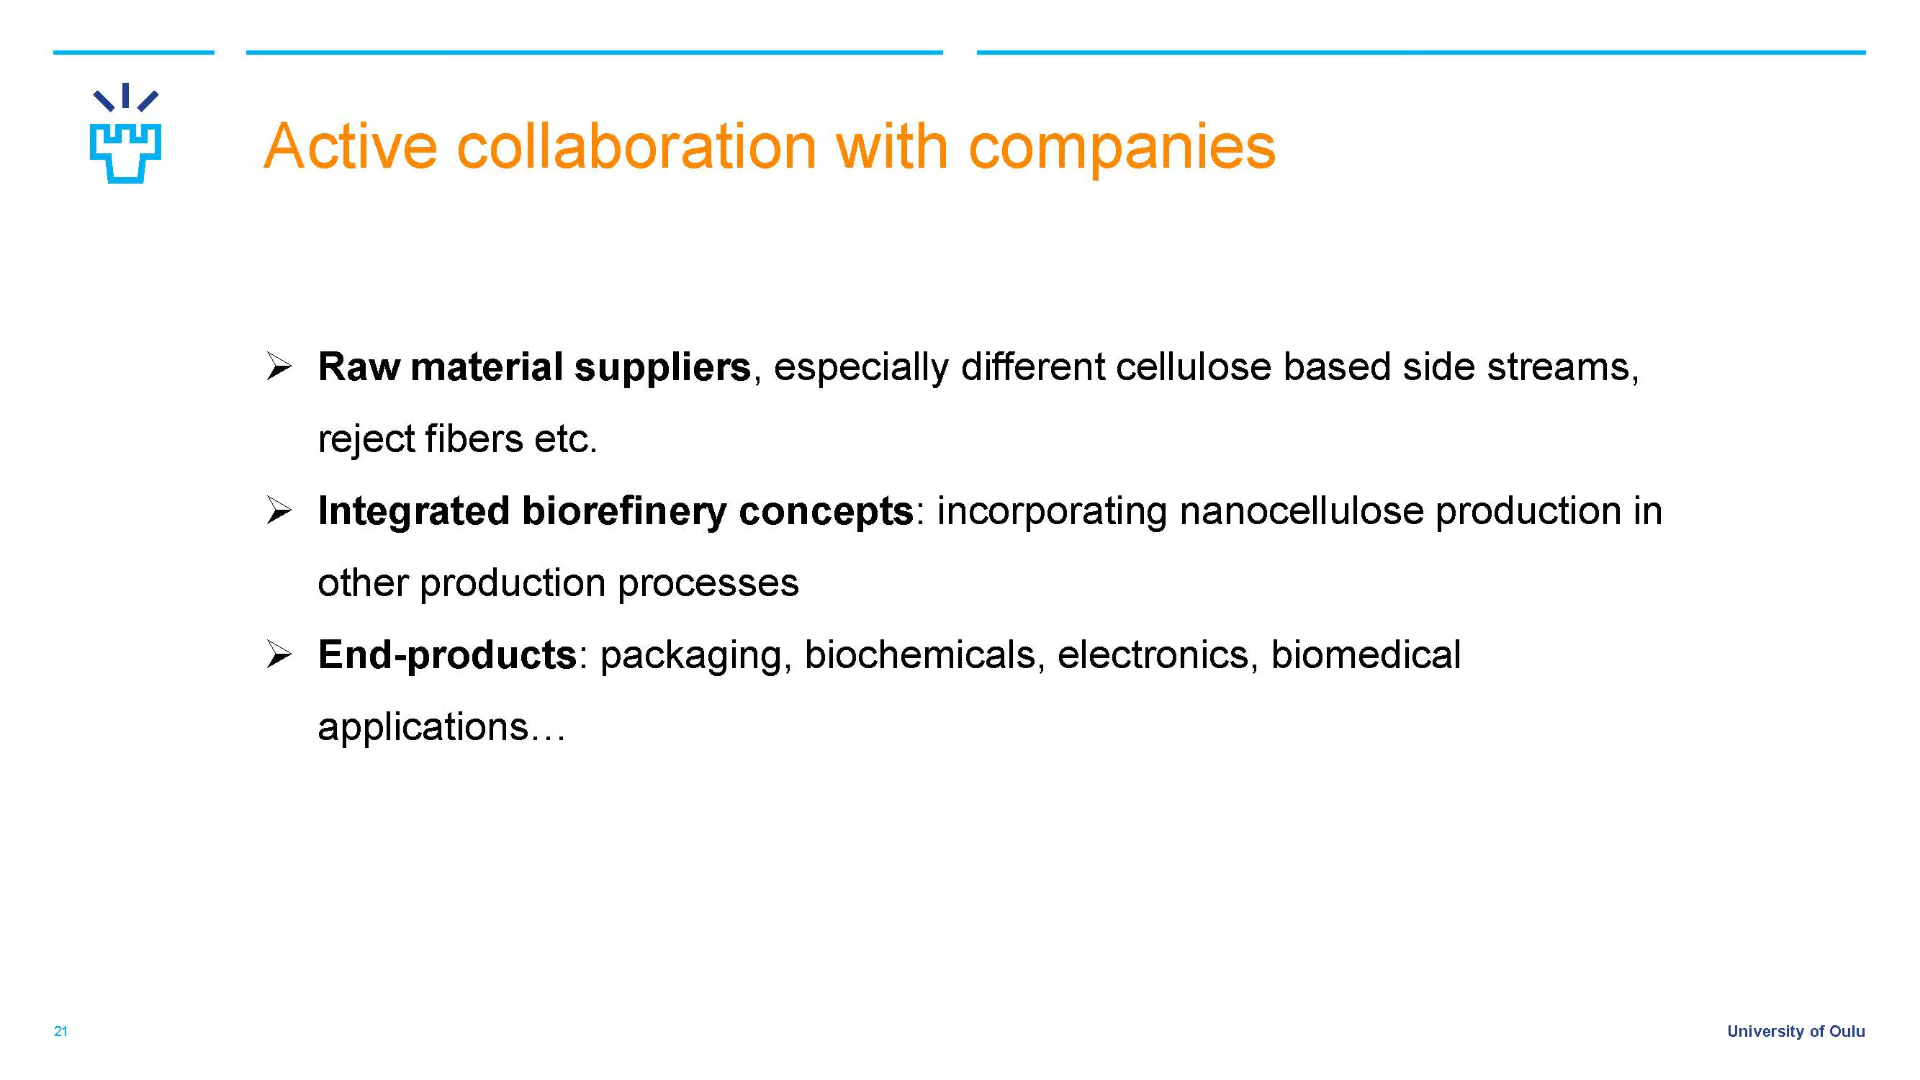 Active collaboration with companies
➢ Raw material suppliers, especially different cellulose based side streams,
reject fibers etc.
➢ Integrated biorefinery concepts: incorporating nanocellulose production in
other production processes
➢ End-products: packaging, biochemicals, electronics, biomedical
applications…
21
University of Oulu